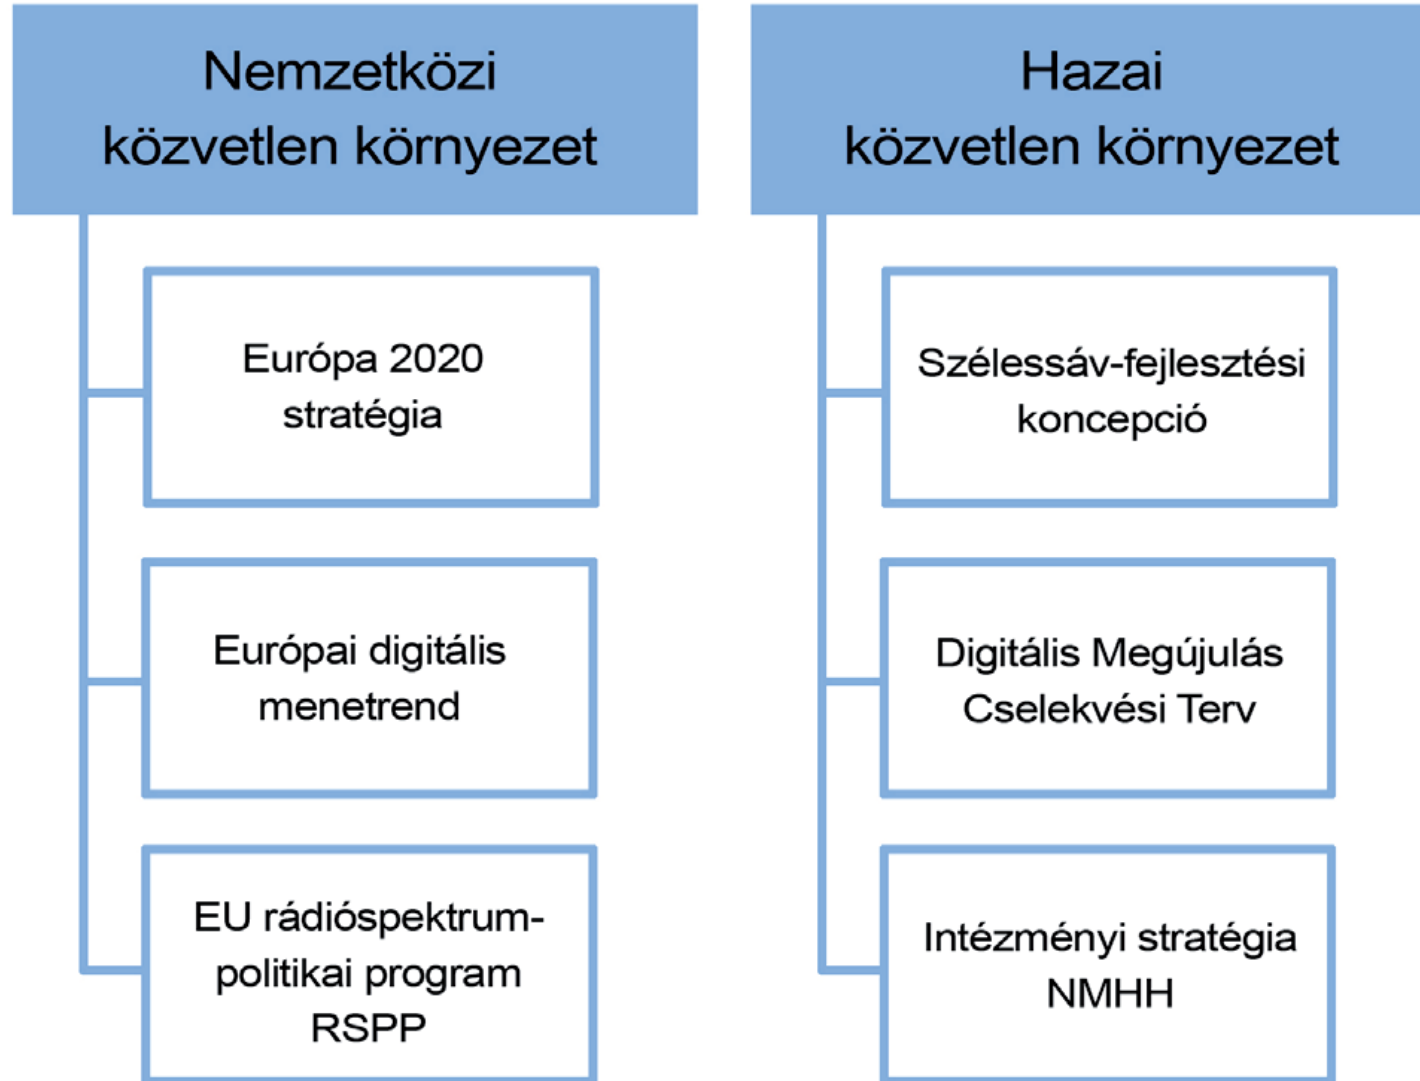 Nemzetközi
közvetlen környezet
Európa 2020
stratégia
Európai digitális
menetrend
EU rádióspektrum-
politikai program
RSPP
Hazai
közvetlen környezet
Szélessáv-fejlesztési
koncepció
Digitális Megújulás
Cselekvési Terv
Intézményi stratégia
NMHH